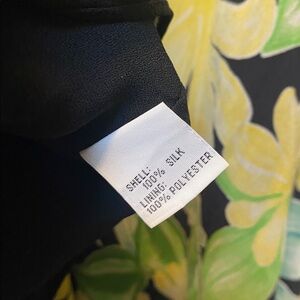 SHELL:
100% SILK
LINING:
100% POLYESTER